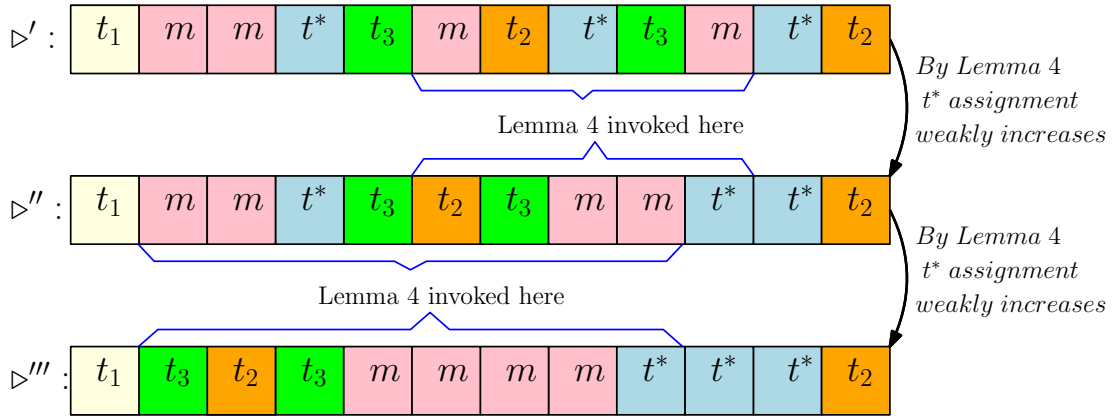 ▷′ : t₁ m m t* t₃ m t₂ t* t₃ m t* t₂
By Lemma 4
t* assignment
weakly increases
Lemma 4 invoked here
▷′′ : t₁ m m t* t₃ t₂ t₃ m m t* t* t₂
By Lemma 4
t* assignment
weakly increases
Lemma 4 invoked here
▷′′′ : t₁ t₃ t₂ t₃ m m m m t* t* t* t₂